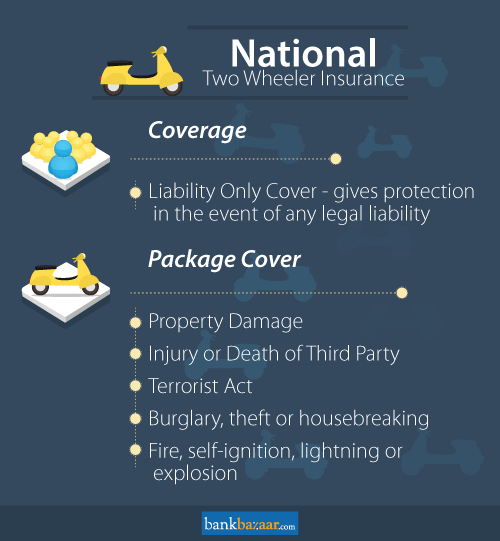 National
Two Wheeler Insurance
Coverage
Liability Only Cover - gives protection
in the event of any legal liability
Package Cover
Property Damage
Injury or Death of Third Party
Terrorist Act
Burglary, theft or housebreaking
Fire, self-ignition, lightning or
explosion
bankbazaar.com